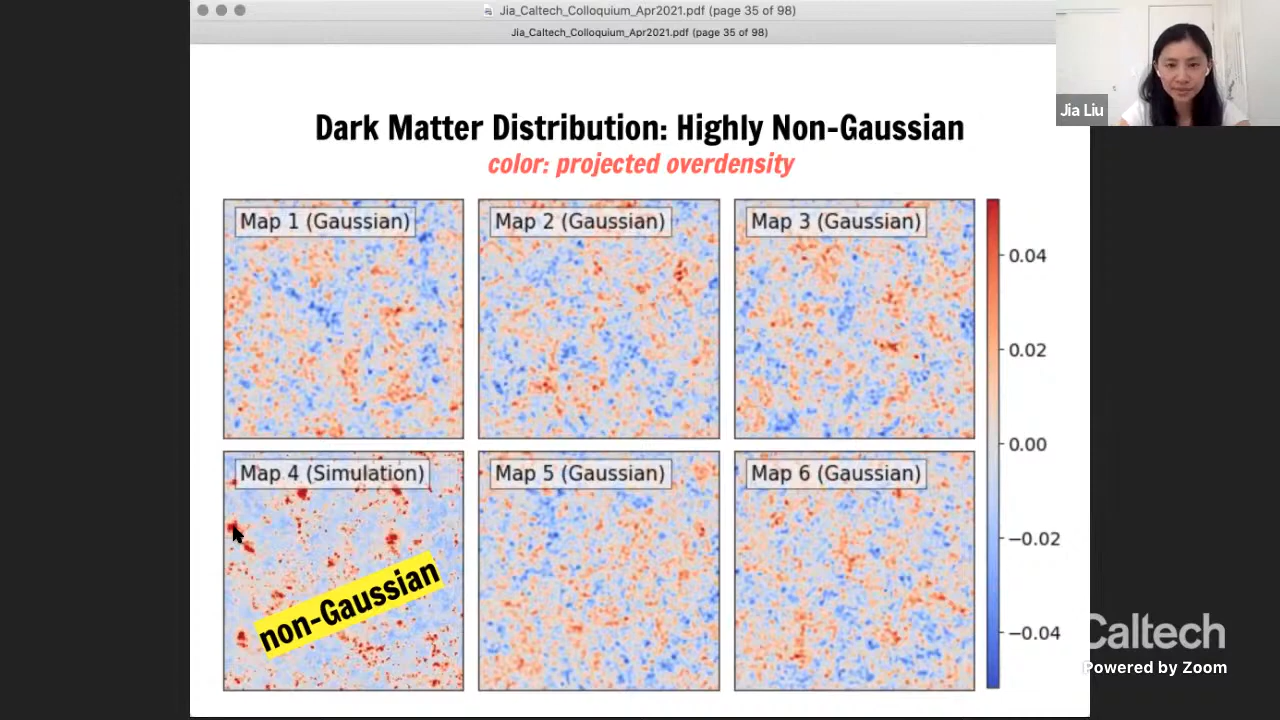 Jia_Caltech_Colloquium_Apr2021.pdf (page 35 of 98)
Jia_Caltech_Colloquium_Apr2021.pdf (page 35 of 98)
Jia Liu
Dark Matter Distribution: Highly Non-Gaussian
color: projected overdensity
Map 1 (Gaussian)
Map 2 (Gaussian)
Map 3 (Gaussian)
0.04
0.02
0.00
−0.02
−0.04
Map 4 (Simulation)
Map 5 (Gaussian)
Map 6 (Gaussian)
non-Gaussian
Caltech
Powered by Zoom